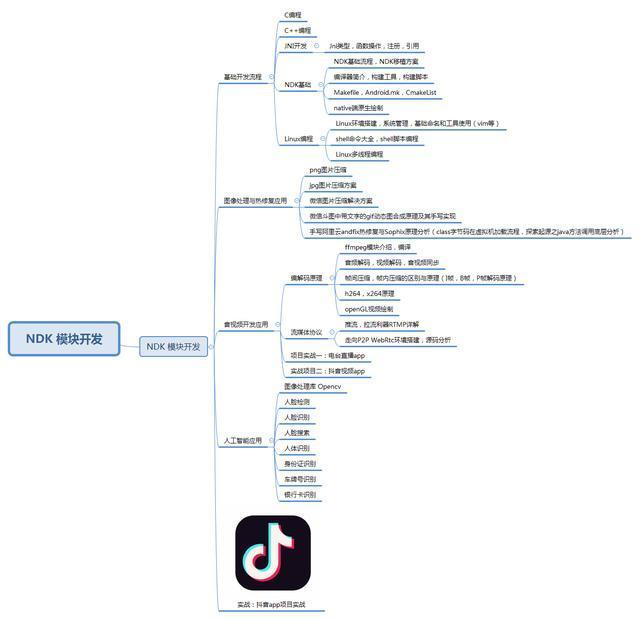 NDK 模块开发
NDK 模块开发
基础开发流程
C编程
C++编程
JNI开发
Jni类型，函数操作，注册，引用
NDK基础
NDK基础流程，NDK移植方案
编译器简介，构建工具，构建脚本
Makefile，Android.mk，CmakeList
native端原生绘制
Linux编程
Linux环境搭建，系统管理，基础命名和工具使用（vim等）
shell命令大全，shell脚本编程
Linux多线程编程
图像处理与热修复应用
png图片压缩
jpg图片压缩方案
微信图片压缩解决方案
微信斗图中带文字的gif动态图合成原理及其手写实现
手写阿里云andfix热修复与Sophix原理分析（class字节码在虚拟机加载流程，探索起源之java方法调用底层分析）
音视频开发应用
编解码原理
ffmpeg模块介绍，编译
音频解码，视频解码，音视频同步
帧间压缩，帧内压缩的区别与原理（I帧，B帧，P帧解码原理）
h264，x264原理
openGL视频绘制
流媒体协议
推流，拉流利器RTMP详解
走向P2P WebRtc环境搭建，源码分析
项目实战一：电台直播app
实战项目二：抖音视频app
人工智能应用
图像处理库 Opencv
人脸检测
人脸识别
人脸搜索
人体识别
身份证识别
车牌号识别
银行卡识别
实战：抖音app项目实战